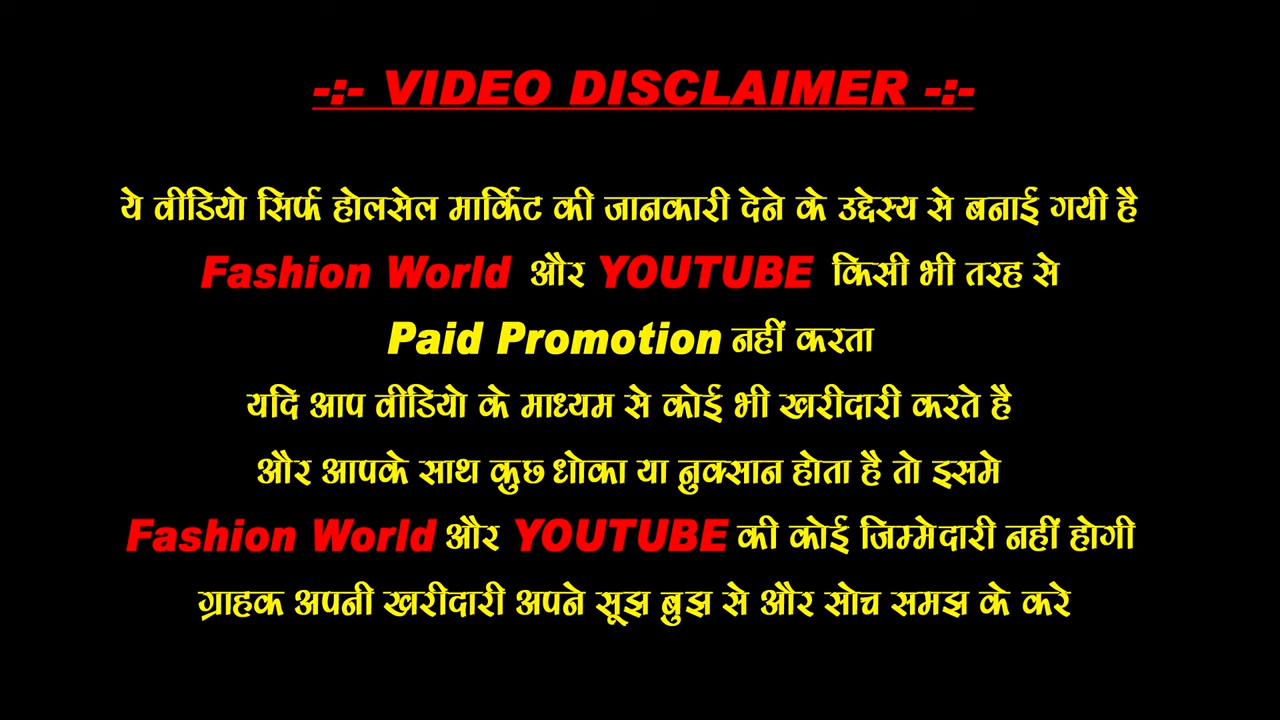 -:- VIDEO DISCLAIMER -:-
ये वीडियो सिर्फ होलसेल मार्किट की जानकारी देने के उद्देस्य से बनाई गयी है
Fashion World और YOUTUBE किसी भी तरह से
Paid Promotion नहीं करता
यदि आप वीडियो के माध्यम से कोई भी खरीदारी करते है
और आपके साथ कुछ धोका या नुक्सान होता है तो इसमे
Fashion World और YOUTUBE की कोई जिम्मेदारी नहीं होगी
ग्राहक अपनी खरीदारी अपने सूझ बुझ से और सोच समझ के करे